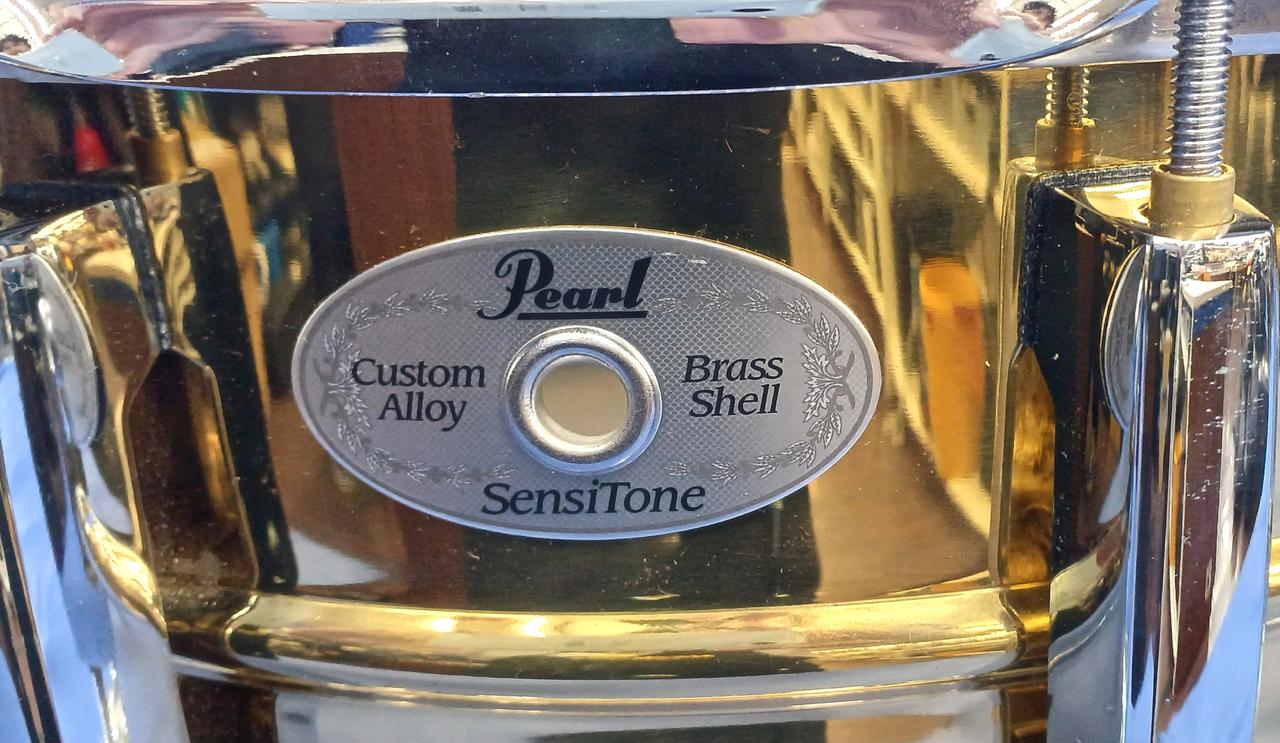 Pearl
Custom
Alloy
Brass
Shell
SensiTone